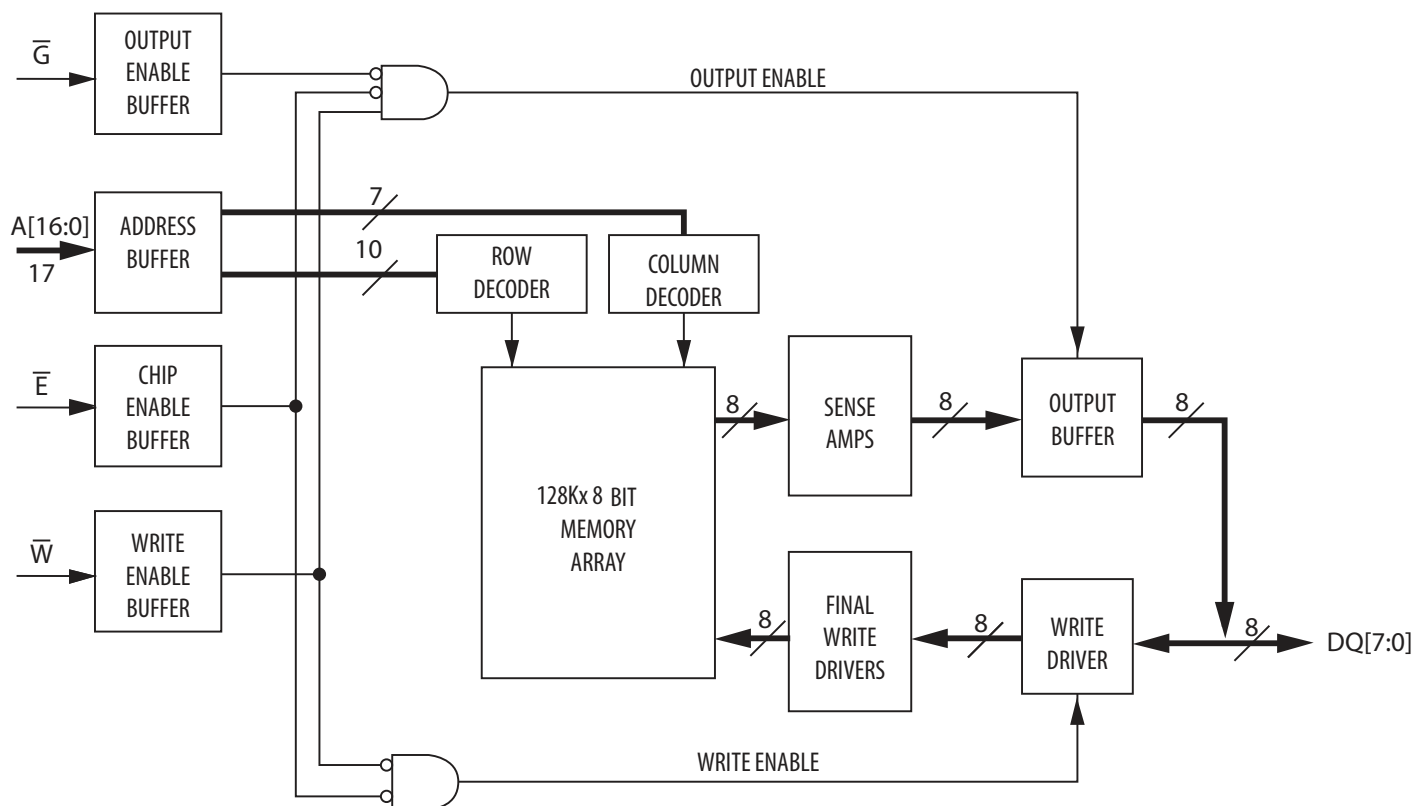 G̅
OUTPUT
ENABLE
BUFFER
OUTPUT ENABLE
A[16:0]
17
ADDRESS
BUFFER
7
10
ROW
DECODER
COLUMN
DECODER
E̅
CHIP
ENABLE
BUFFER
128Kx 8 BIT
MEMORY
ARRAY
8
SENSE
AMPS
8
OUTPUT
BUFFER
8
W̅
WRITE
ENABLE
BUFFER
8
FINAL
WRITE
DRIVERS
8
WRITE
DRIVER
8
DQ[7:0]
WRITE ENABLE